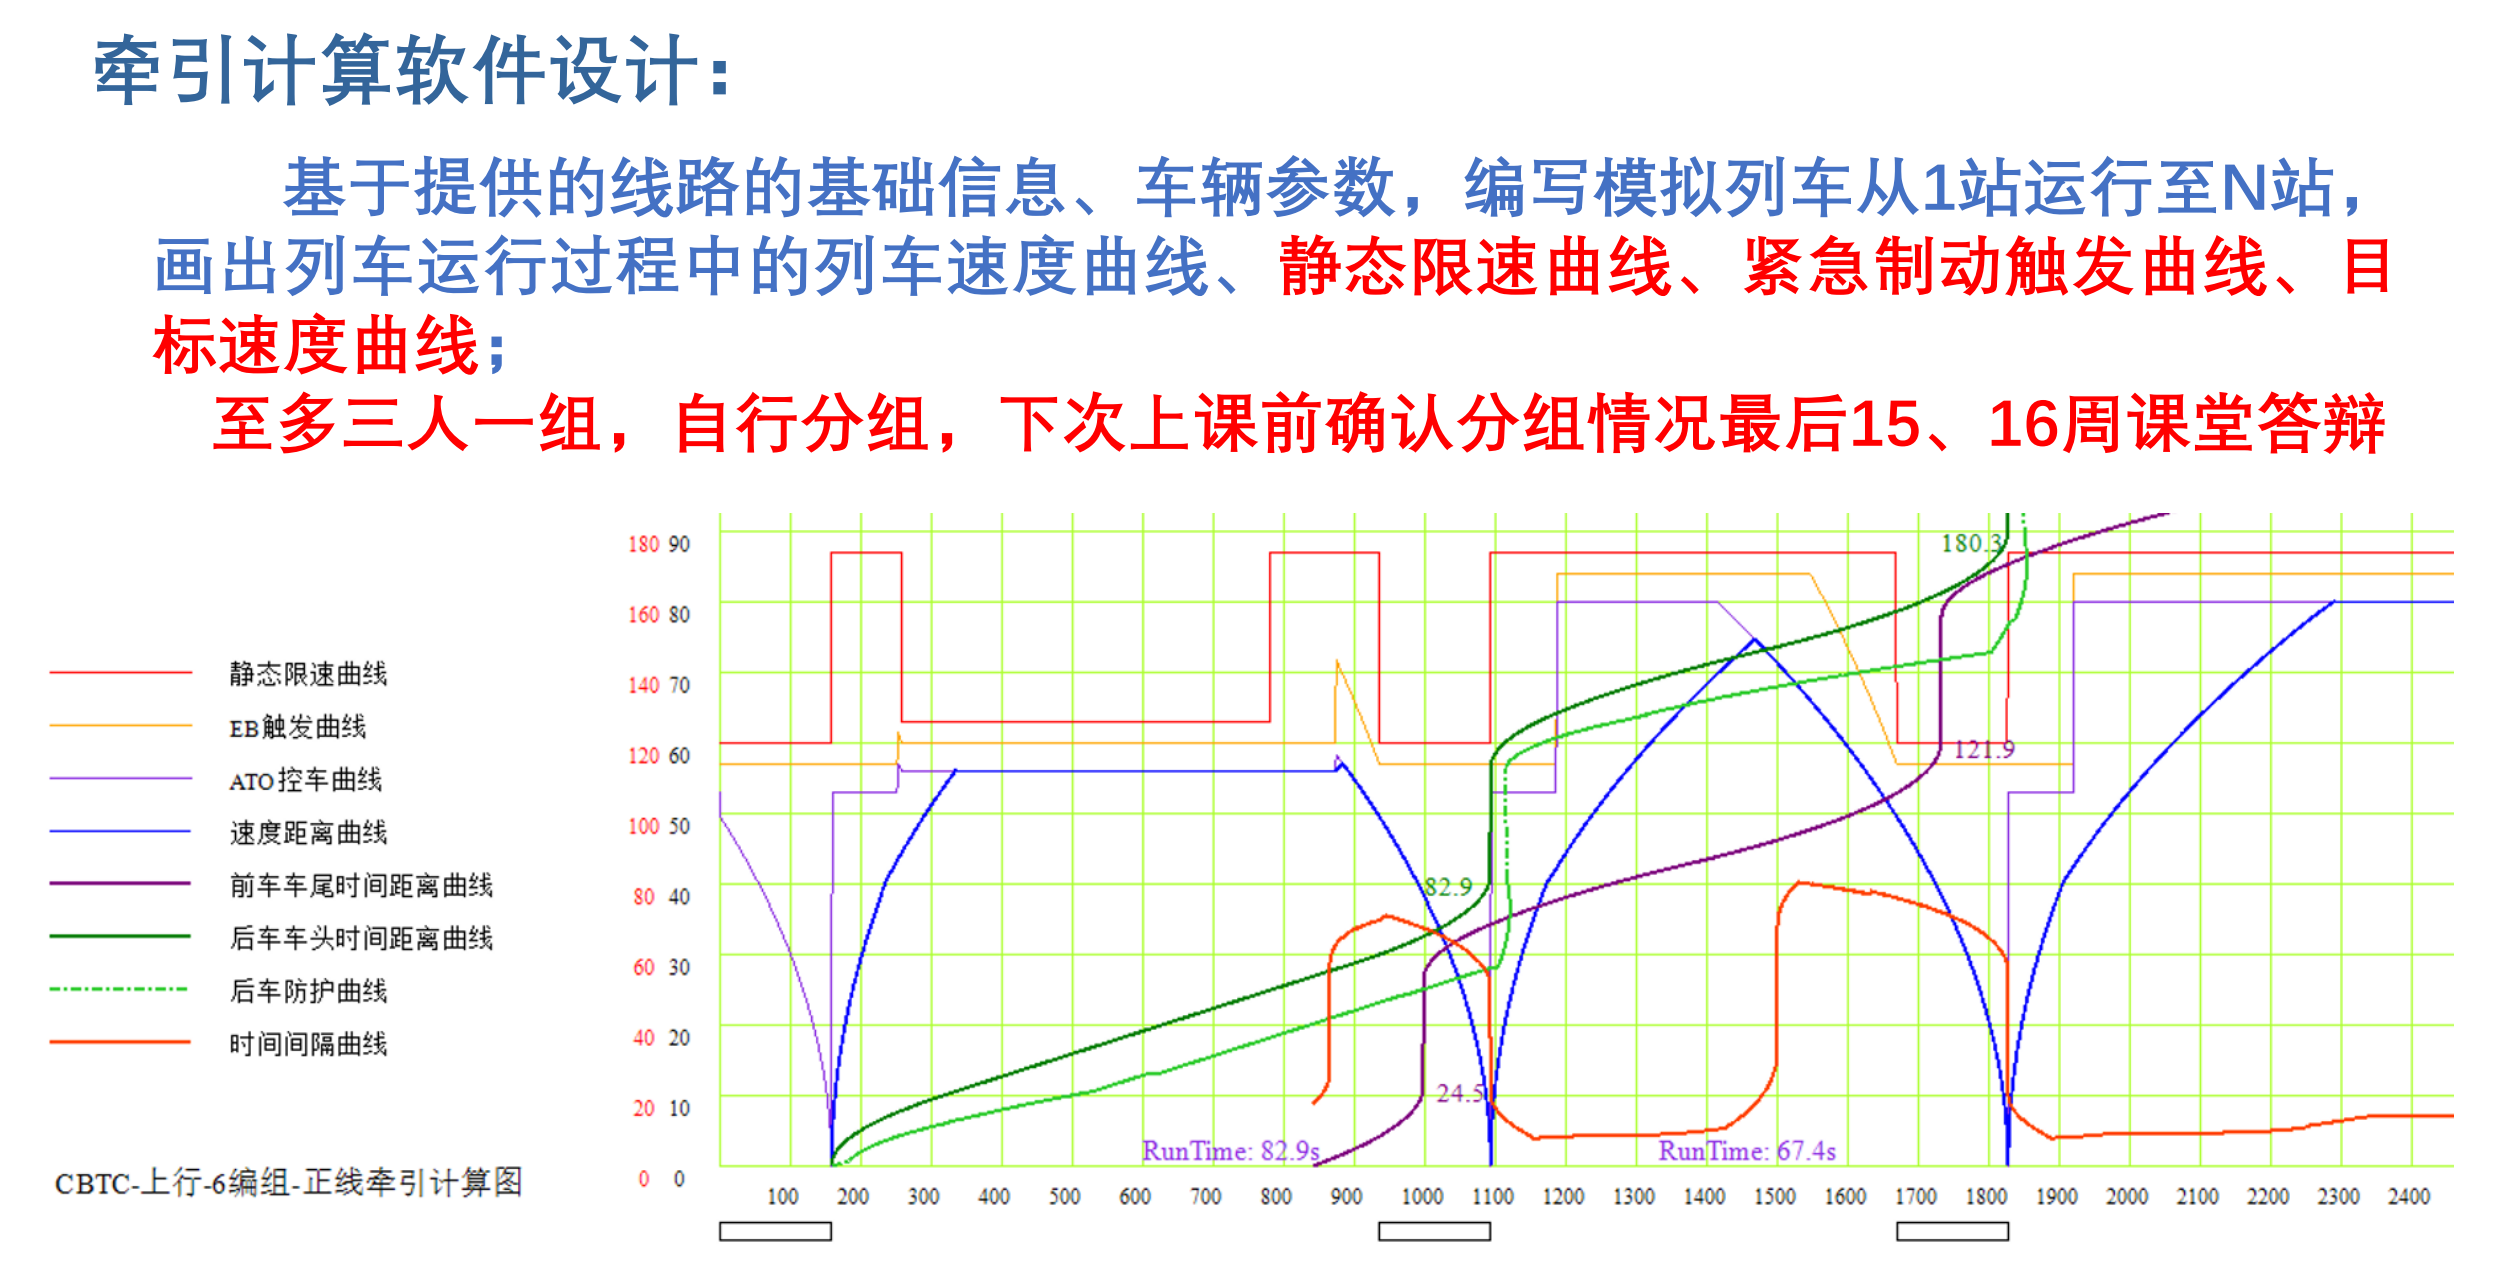 牵引计算软件设计：
基于提供的线路的基础信息、车辆参数，编写模拟列车从1站运行至N站，
画出列车运行过程中的列车速度曲线、静态限速曲线、紧急制动触发曲线、目
标速度曲线；
至多三人一组，自行分组，下次上课前确认分组情况最后15、16周课堂答辩
180 90
160 80
140 70
120 60
100 50
80 40
60 30
40 20
20 10
0 0
静态限速曲线
EB触发曲线
ATO控车曲线
速度距离曲线
前车车尾时间距离曲线
后车车头时间距离曲线
后车防护曲线
时间间隔曲线
CBTC-上行-6编组-正线牵引计算图
180.3
121.9
82.9
24.5
RunTime: 82.9s
RunTime: 67.4s
100 200 300 400 500 600 700 800 900 1000 1100 1200 1300 1400 1500 1600 1700 1800 1900 2000 2100 2200 2300 2400